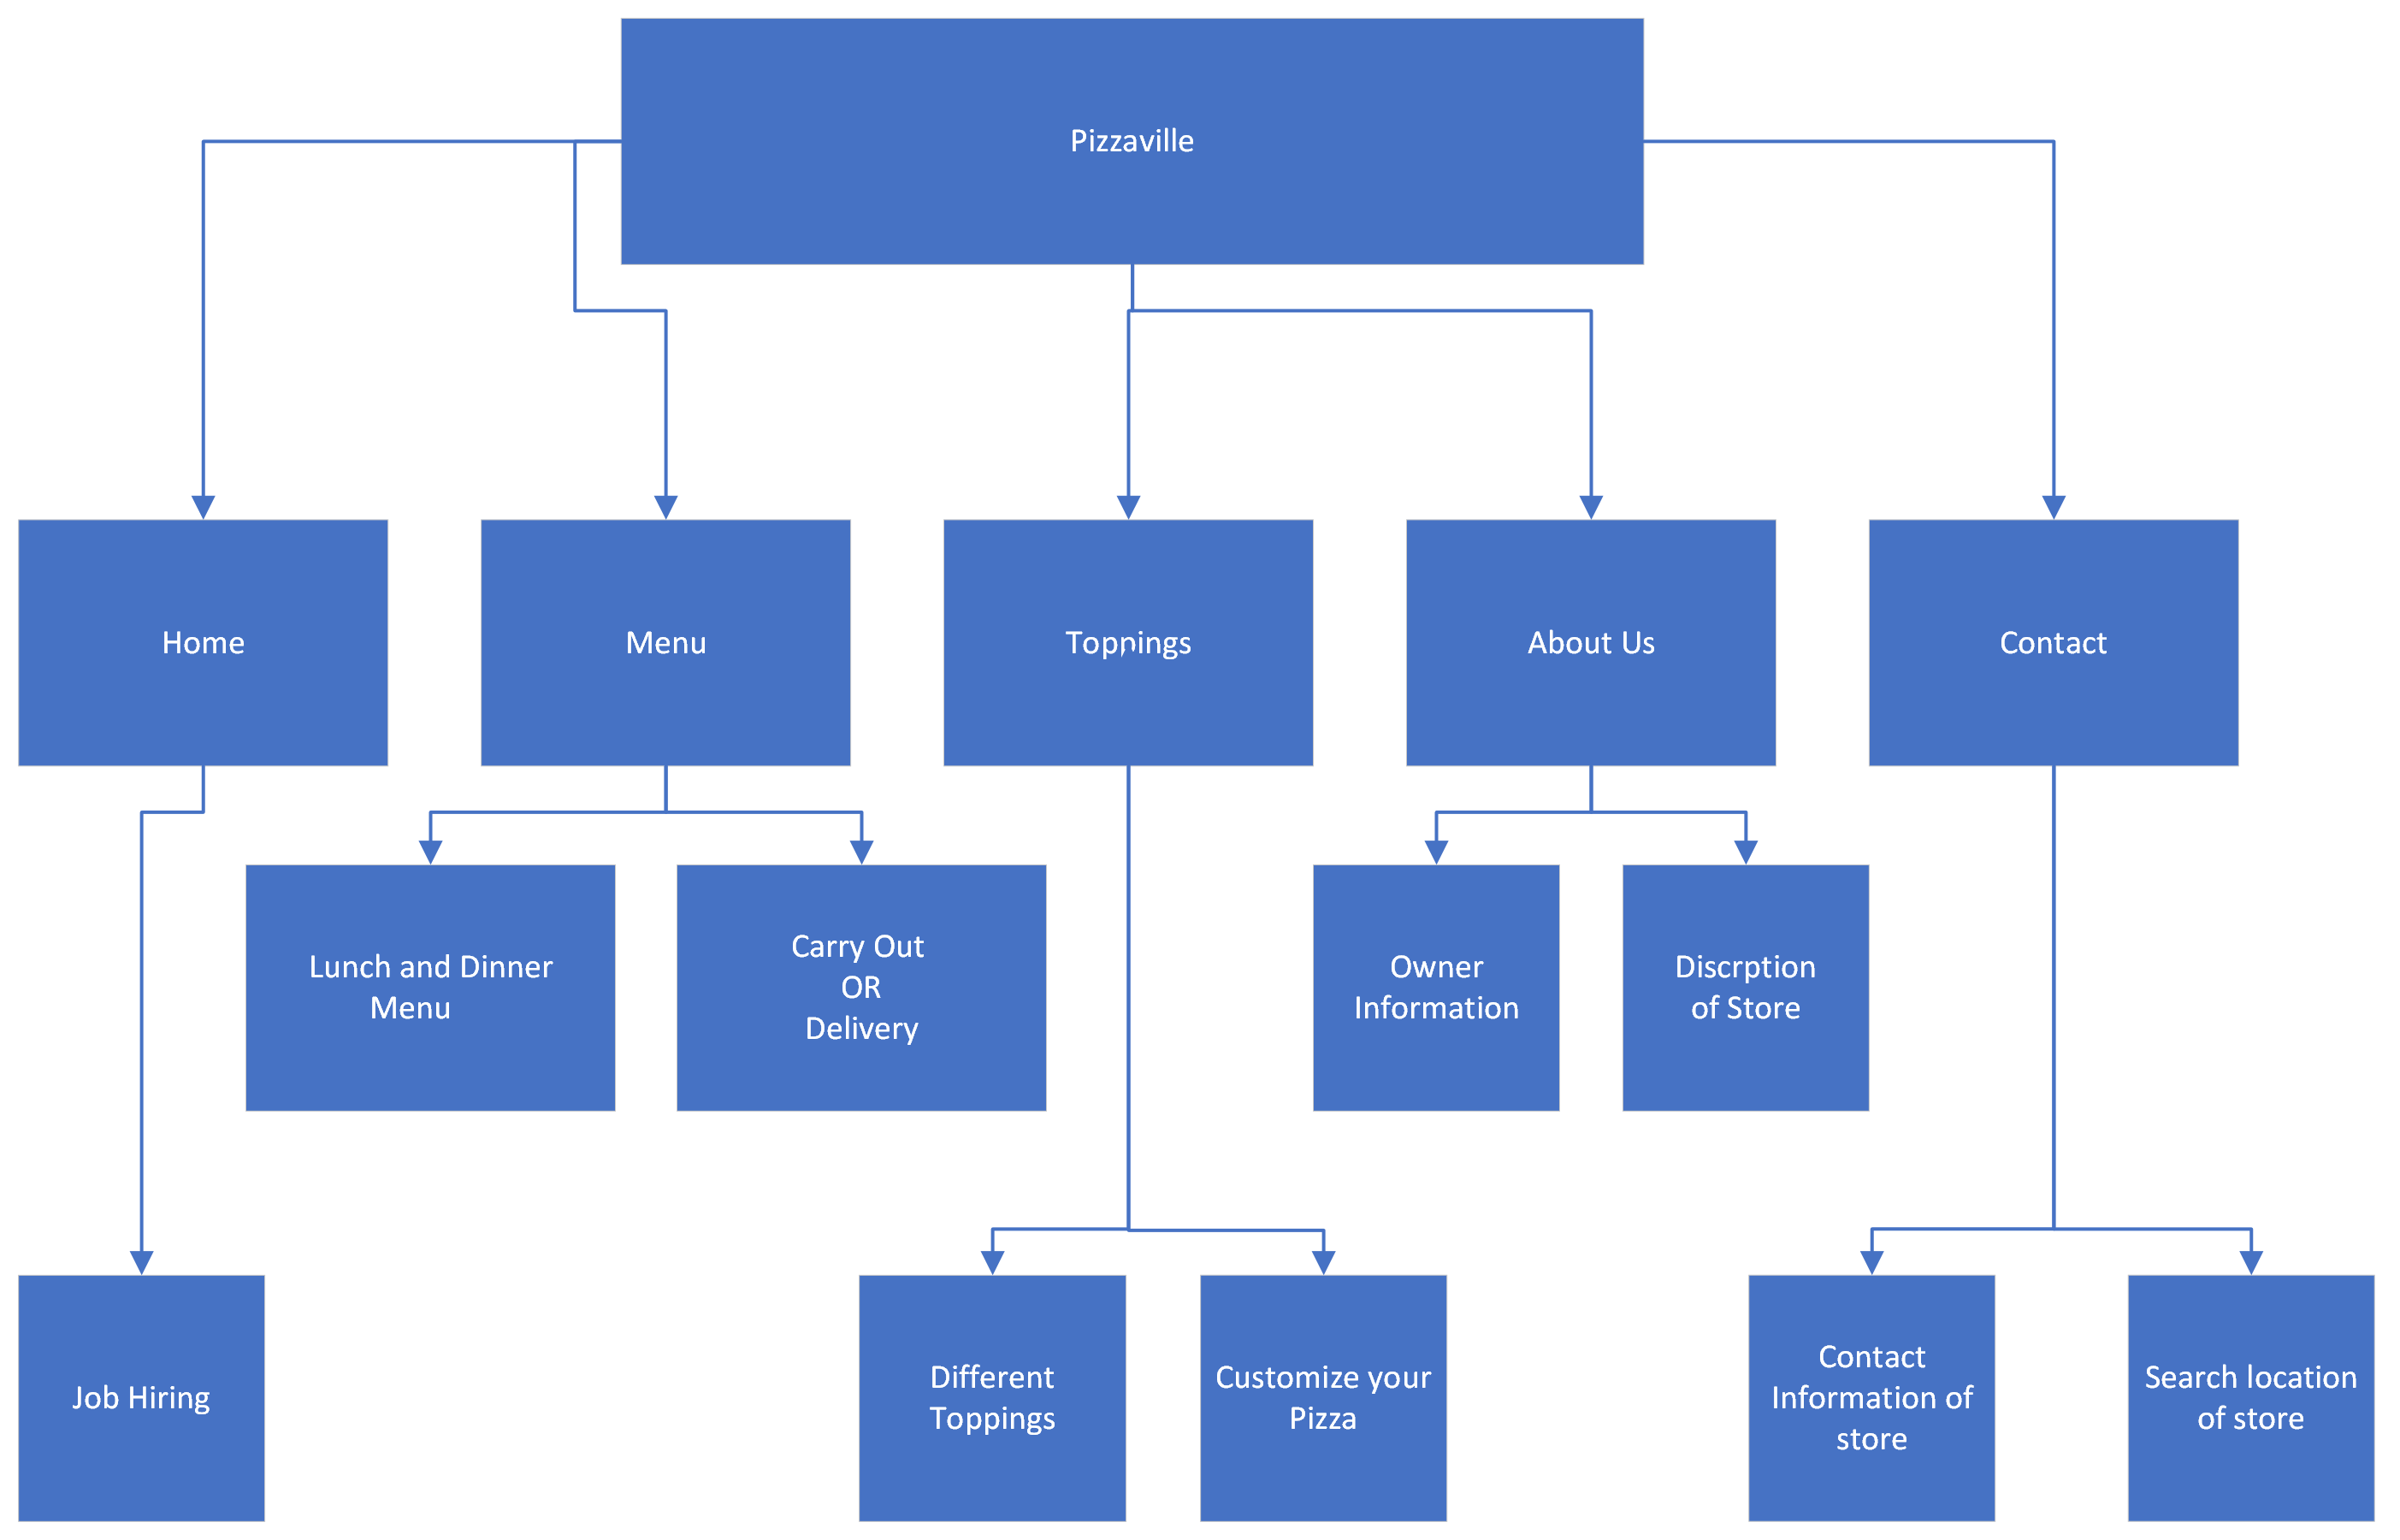 Pizzaville
Home
Menu
Toppings
About Us
Contact
Lunch and Dinner
Menu
Carry Out
OR
Delivery
Owner
Information
Discrption
of Store
Job Hiring
Different
Toppings
Customize your
Pizza
Contact
Information of
store
Search location
of store